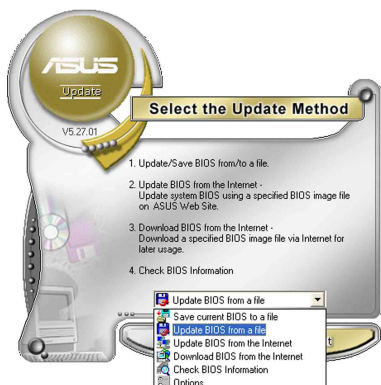 ASUS
Update
V5.27.01
Select the Update Method
1. Update/Save BIOS from/to a file.
2. Update BIOS from the Internet -
Update system BIOS using a specified BIOS image file
on ASUS Web Site.
3. Download BIOS from the Internet -
Download a specified BIOS image file via Internet for
later usage.
4. Check BIOS Information
Update BIOS from a file
Save current BIOS to a file
Update BIOS from a file
Update BIOS from the Internet
Download BIOS from the Internet
Check BIOS Information
Options